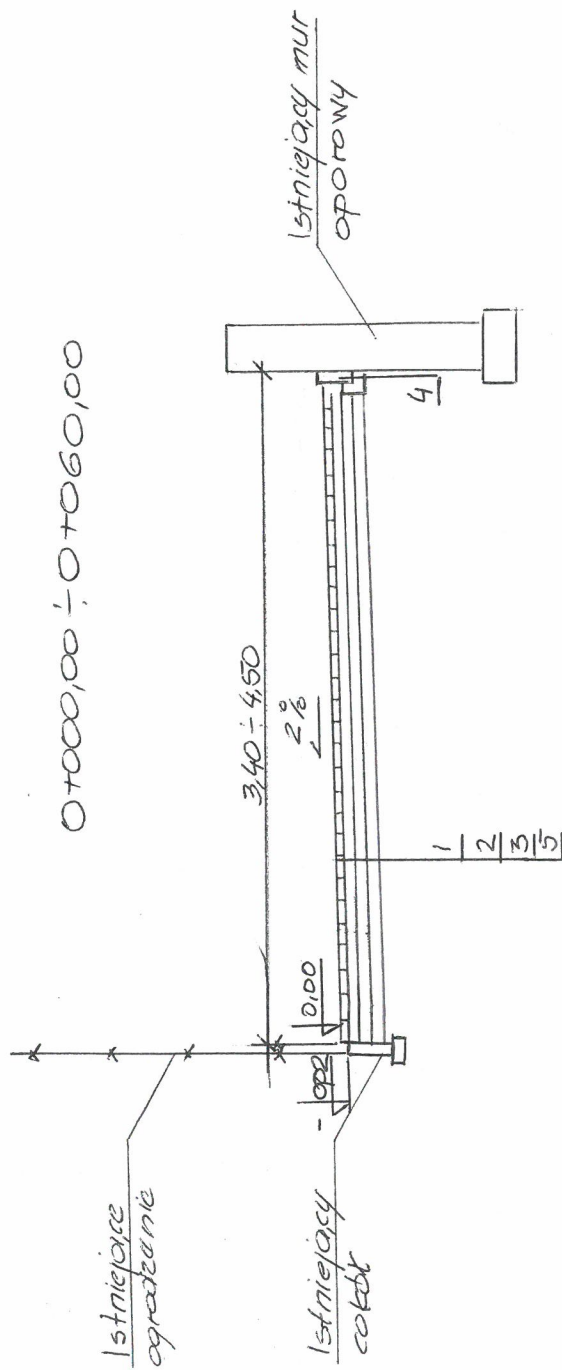 0+000,00 ÷ 0+060,00
Istniejące
ogrodzenie
3,40 ÷ 4,50
Istniejący mur
oporowy
2%
0,00
- 0,02
Istniejący
cokół
4
1
2
3
5